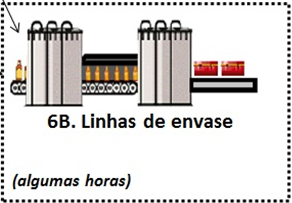 6B. Linhas de envase
(algumas horas)